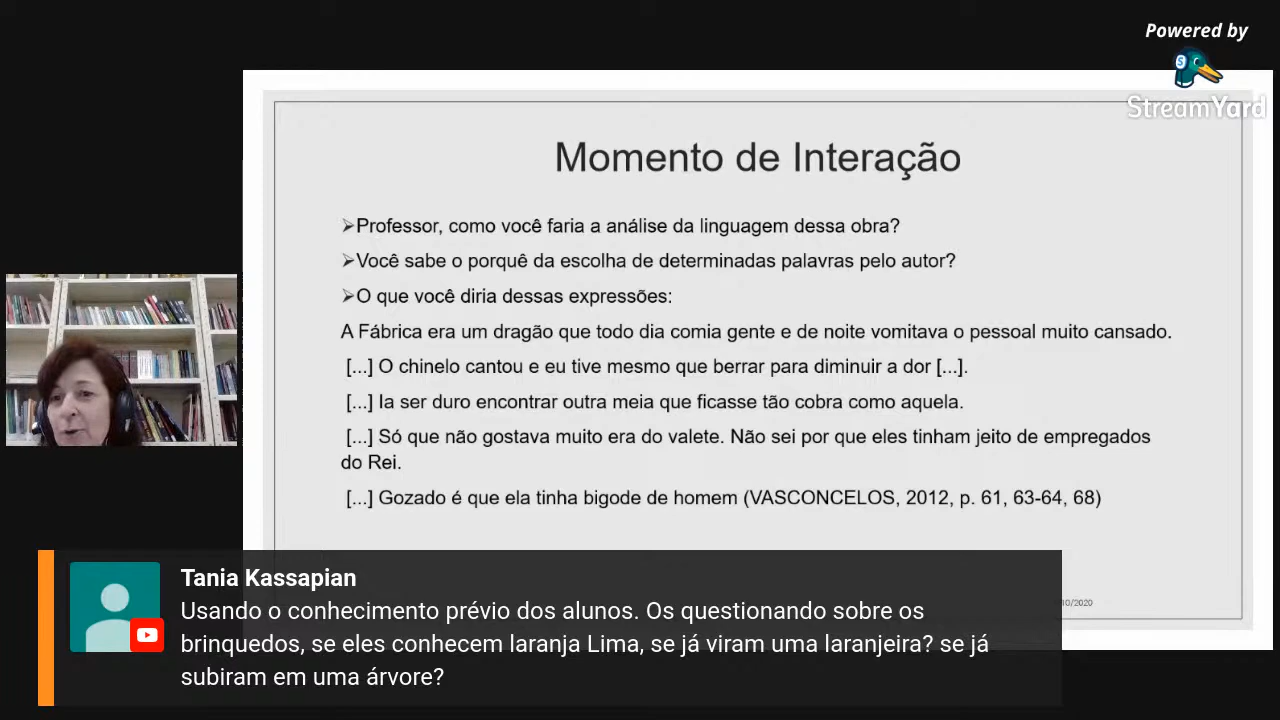 Powered by
StreamYard
Momento de Interação
➢Professor, como você faria a análise da linguagem dessa obra?
➢Você sabe o porquê da escolha de determinadas palavras pelo autor?
➢O que você diria dessas expressões:
A Fábrica era um dragão que todo dia comia gente e de noite vomitava o pessoal muito cansado.
[...] O chinelo cantou e eu tive mesmo que berrar para diminuir a dor [...].
[...] Ia ser duro encontrar outra meia que ficasse tão cobra como aquela.
[...] Só que não gostava muito era do valete. Não sei por que eles tinham jeito de empregados
do Rei.
[...] Gozado é que ela tinha bigode de homem (VASCONCELOS, 2012, p. 61, 63-64, 68)
10/2020
Tania Kassapian
Usando o conhecimento prévio dos alunos. Os questionando sobre os
brinquedos, se eles conhecem laranja Lima, se já viram uma laranjeira? se já
subiram em uma árvore?